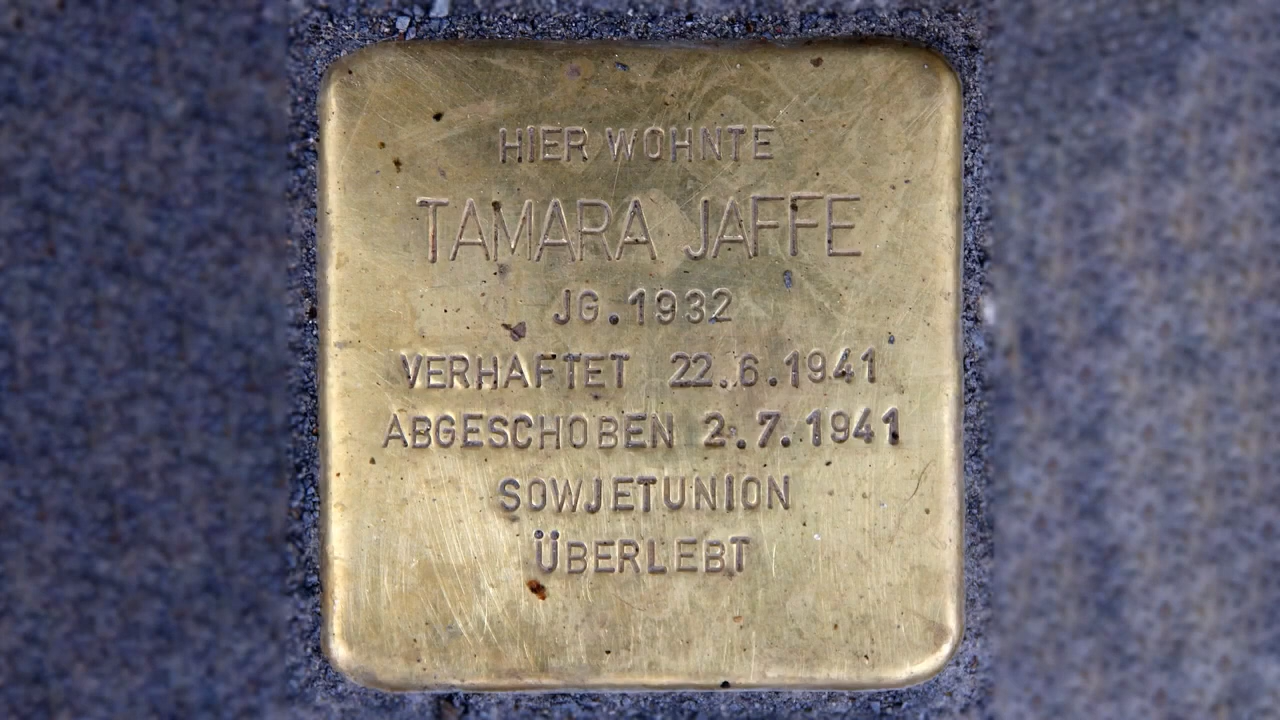 HIER WOHNTE
TAMARA JAFFE
JG. 1932
VERHAFTET 22.6.1941
ABGESCHOBEN 2.7.1941
SOWJETUNION
ÜBERLEBT